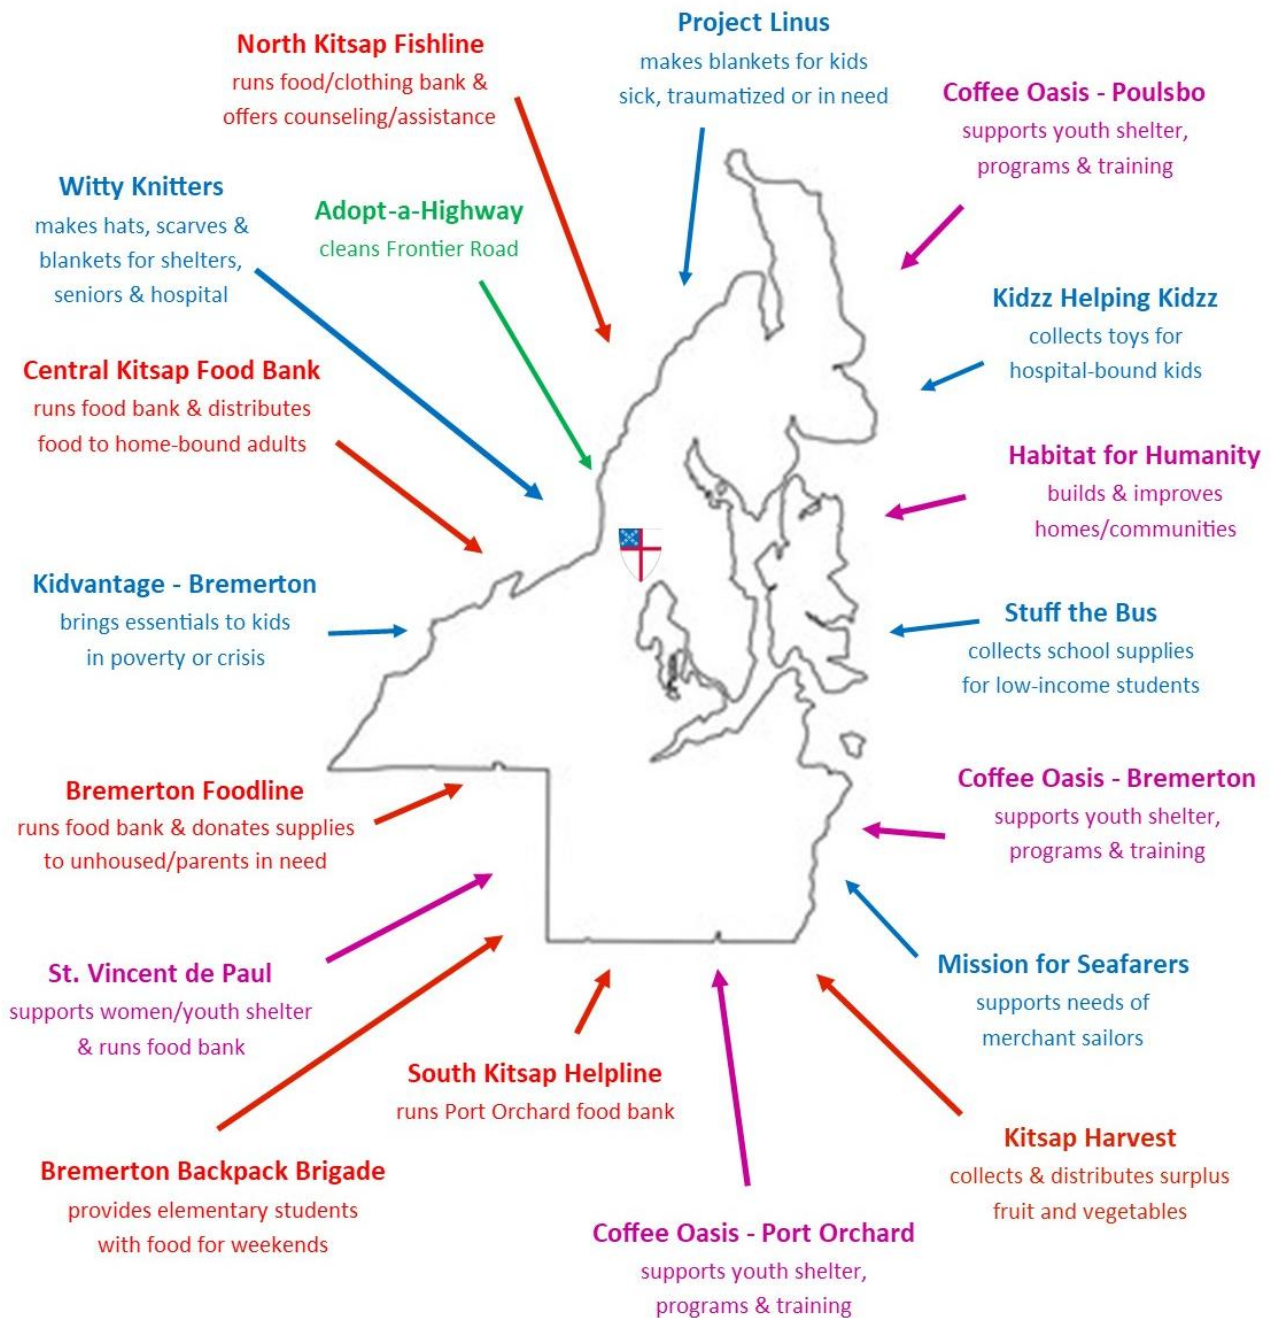 Project Linus
makes blankets for kids
sick, traumatized or in need
North Kitsap Fishline
runs food/clothing bank &
offers counseling/assistance
Coffee Oasis - Poulsbo
supports youth shelter,
programs & training
Witty Knitters
makes hats, scarves &
blankets for shelters,
seniors & hospital
Adopt-a-Highway
cleans Frontier Road
Kidzz Helping Kidzz
collects toys for
hospital-bound kids
Central Kitsap Food Bank
runs food bank & distributes
food to home-bound adults
Habitat for Humanity
builds & improves
homes/communities
Kidvantage - Bremerton
brings essentials to kids
in poverty or crisis
Stuff the Bus
collects school supplies
for low-income students
Bremerton Foodline
runs food bank & donates supplies
to unhoused/parents in need
Coffee Oasis - Bremerton
supports youth shelter,
programs & training
St. Vincent de Paul
supports women/youth shelter
& runs food bank
Mission for Seafarers
supports needs of
merchant sailors
South Kitsap Helpline
runs Port Orchard food bank
Kitsap Harvest
collects & distributes surplus
fruit and vegetables
Bremerton Backpack Brigade
provides elementary students
with food for weekends
Coffee Oasis - Port Orchard
supports youth shelter,
programs & training